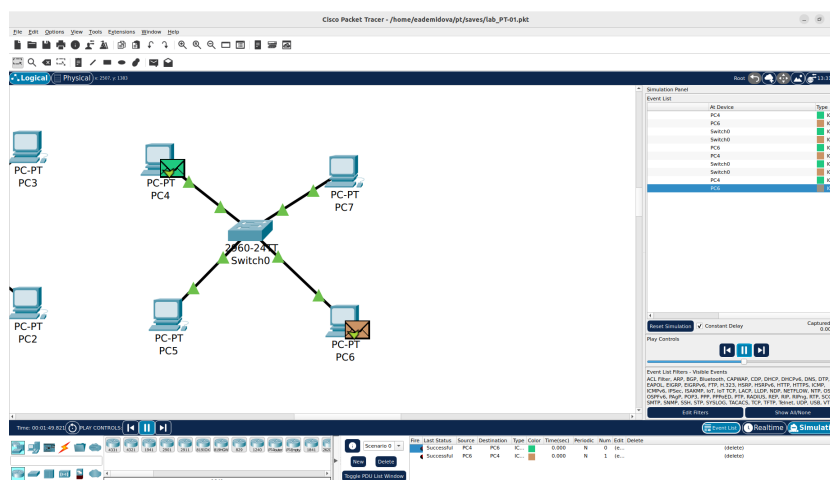 Cisco Packet Tracer - /home/eademidova/pt/saves/lab_PT-01.pkt
File Edit Options View Tools Extensions Window Help
Logical Physical x: 2507, y: 1383
Root
PC-PT
PC3
PC-PT
PC4
PC-PT
PC7
2960-24TT
Switch0
PC-PT
PC2
PC-PT
PC5
PC-PT
PC6
Simulation Panel
Event List
At Device Type
PC4
PC6
Switch0
Switch0
PC6
PC4
Switch0
Switch0
PC4
PC6
Reset Simulation Constant Delay Captured
Play Controls
Event List Filters - Visible Events
ACL Filter, ARP, BGP, Bluetooth, CAPWAP, CDP, DHCP, DHCPv6, DNS, DTP,
EAPOL, EIGRP, EIGRPv6, FTP, H.323, HSRP, HSRPv6, HTTP, HTTPS, ICMP,
ICMPv6, IPSec, ISAKMP, IoT, IoT TCP, LACP, LLDP, NDP, NETFLOW, NTP,
OSPFv6, PAgP, POP3, PPP, PPPoED, PTP, RADIUS, REP, RIP, RIPng, RTP,
SMTP, SNMP, SSH, STP, SYSLOG, TACACS, TCP, TFTP, Telnet, UDP, USB,
Edit Filters Show All/None
Time: 00:01:49.821 PLAY CONTROLS:
Event List Realtime Simulati
4331 4321 1941 2901 2911 819IOX 819HGW 829 1240
Scenario 0
New Delete
Toggle PDU List Window
Fire Last Status Source Destination Type Color Time(sec) Periodic Num Edit Delete
Successful PC4 PC6 IC... 0.000 N 0 (e... (delete)
Successful PC6 PC4 IC... 0.000 N 1 (e... (delete)